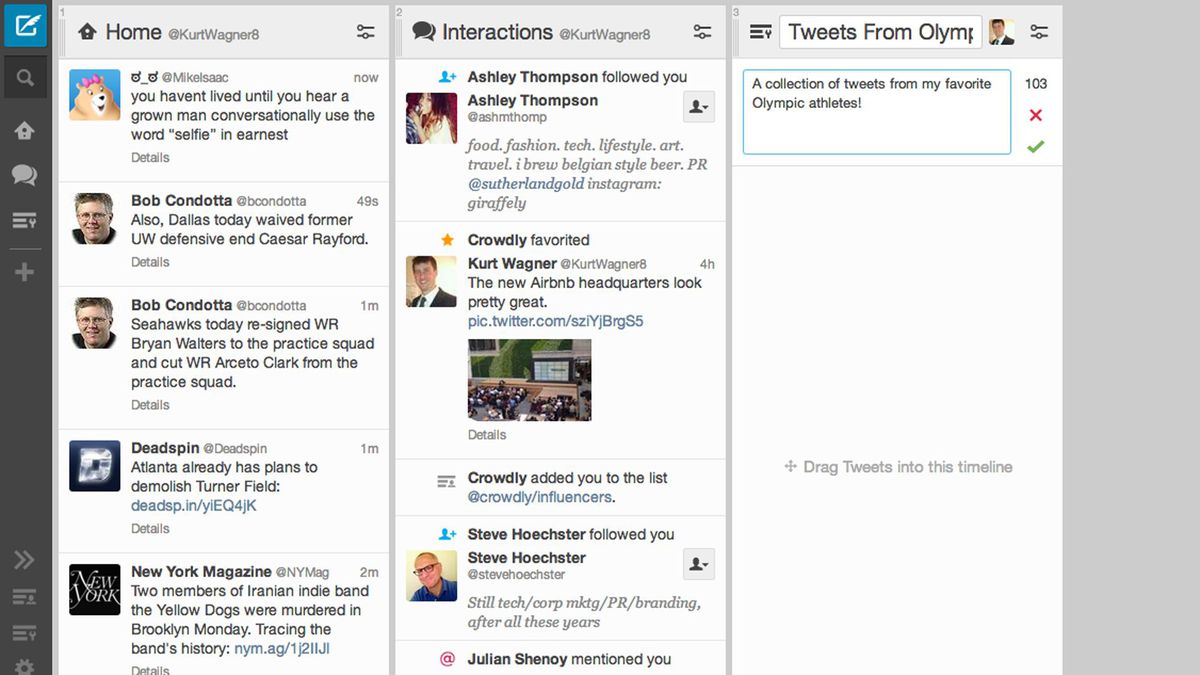 1
Home @KurtWagner8
ಠ_ಠ @MikeIsaac now
you havent lived until you hear a
grown man conversationally use the
word “selfie” in earnest
Details
Bob Condotta @bcondotta 49s
Also, Dallas today waived former
UW defensive end Caesar Rayford.
Details
Bob Condotta @bcondotta 1m
Seahawks today re-signed WR
Bryan Walters to the practice squad
and cut WR Arceto Clark from the
practice squad.
Details
Deadspin @Deadspin 1m
Atlanta already has plans to
demolish Turner Field:
deadsp.in/yiEQ4jK
Details
NEW
YORK
New York Magazine @NYMag 2m
Two members of Iranian indie band
the Yellow Dogs were murdered in
Brooklyn Monday. Tracing the
band's history: nym.ag/1j2IIJl
Details
2
Interactions @KurtWagner8
Ashley Thompson followed you
Ashley Thompson
@ashmthomp
food. fashion. tech. lifestyle. art.
travel. i brew belgian style beer. PR
@sutherlandgold instagram:
giraffely
Crowdly favorited
Kurt Wagner @KurtWagner8 4h
The new Airbnb headquarters look
pretty great.
pic.twitter.com/sziYjBrgS5
Details
Crowdly added you to the list
@crowdly/influencers.
Steve Hoechster followed you
Steve Hoechster
@stevehoechster
Still tech/corp mktg/PR/branding,
after all these years
@ Julian Shenoy mentioned you
3
Tweets From Olymp
A collection of tweets from my favorite
Olympic athletes!
103
Drag Tweets into this timeline